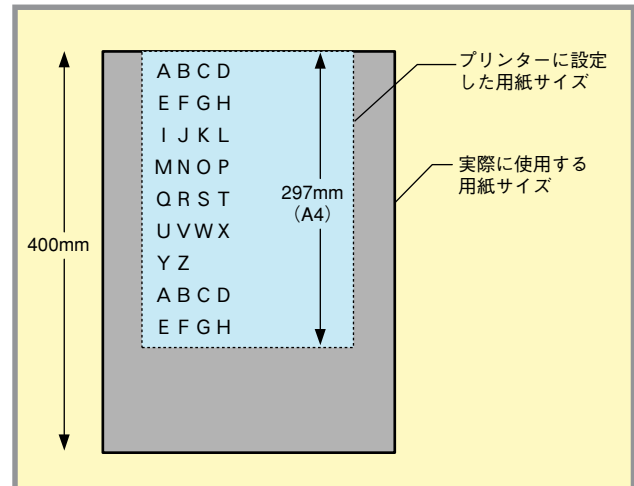 A B C D
E F G H
I J K L
M N O P
Q R S T
U V W X
Y Z
A B C D
E F G H
297mm
（A4）
400mm
プリンターに設定
した用紙サイズ
実際に使用する
用紙サイズ